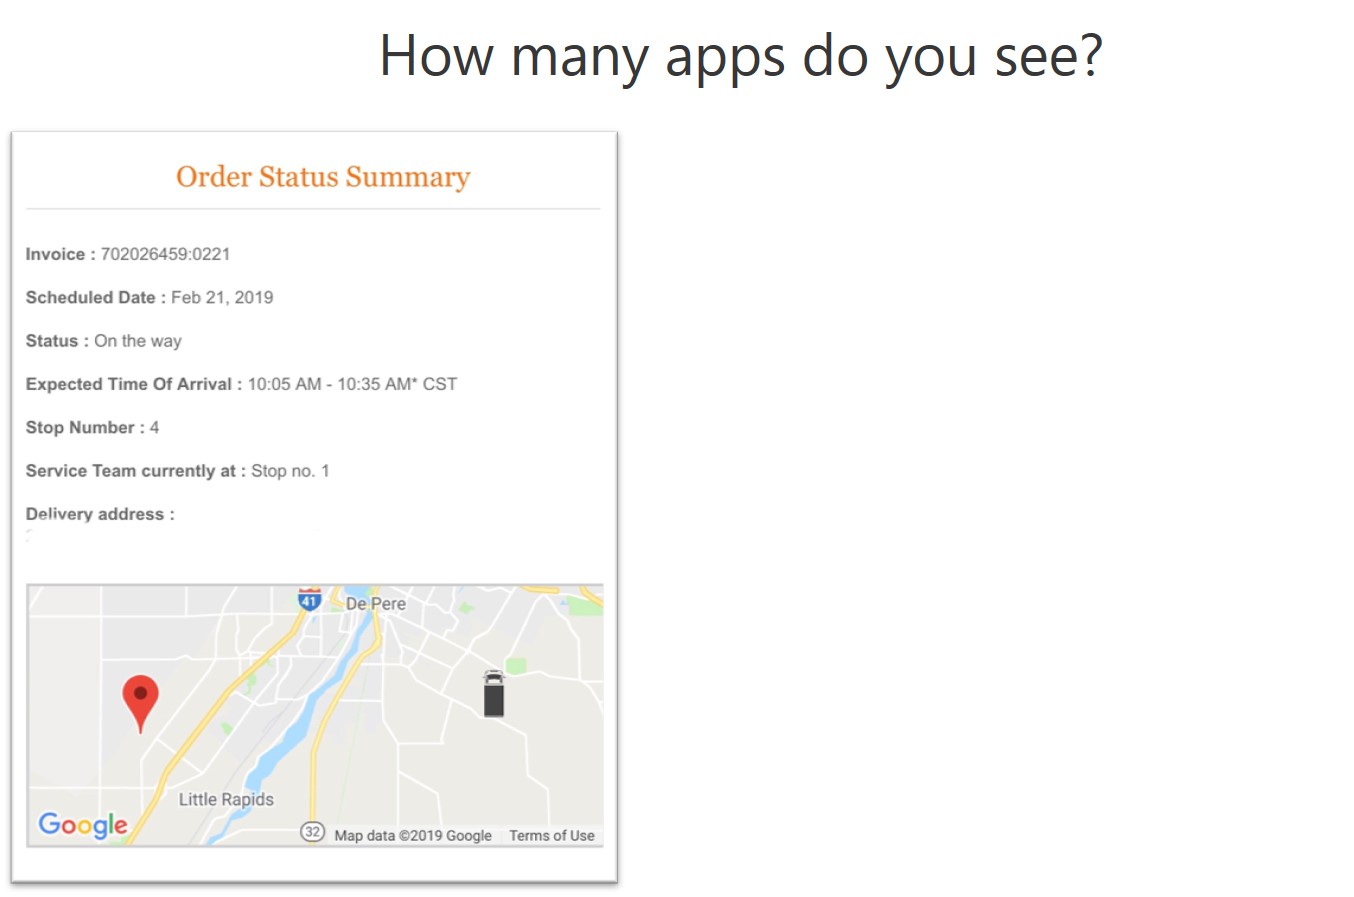 How many apps do you see?
Order Status Summary
Invoice : 702026459:0221
Scheduled Date : Feb 21, 2019
Status : On the way
Expected Time Of Arrival : 10:05 AM - 10:35 AM* CST
Stop Number : 4
Service Team currently at : Stop no. 1
Delivery address :
41
De Pere
Little Rapids
Google
32
Map data ©2019 Google
Terms of Use